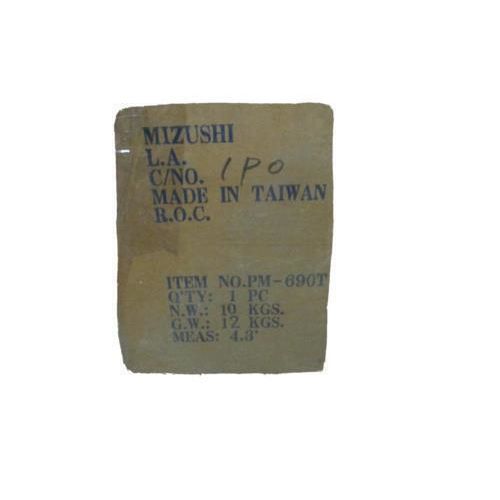 MIZUSHI
L.A.
C/NO. 1PO
MADE IN TAIWAN
R.O.C.
ITEM NO.PM-690T
Q'TY: 1 PC
N.W.: 10 KGS.
G.W.: 12 KGS.
MEAS: 4.3'